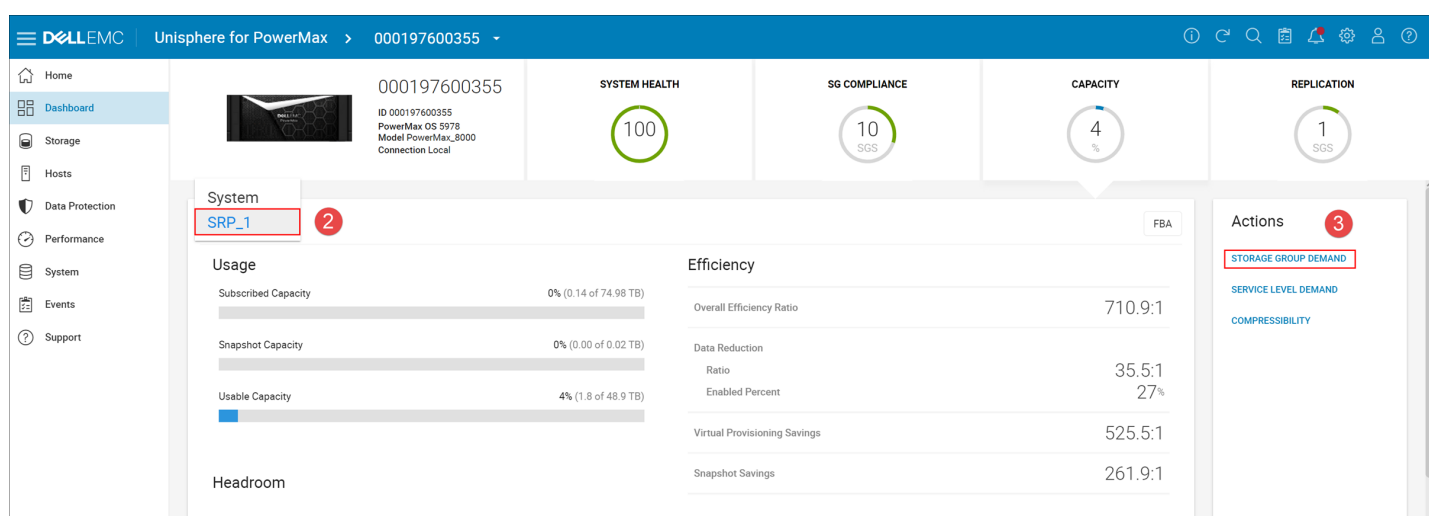 DELLEMC Unisphere for PowerMax > 000197600355
Home
Dashboard
Storage
Hosts
Data Protection
Performance
System
Events
Support
000197600355
ID 000197600355
PowerMax OS 5978
Model PowerMax_8000
Connection Local
SYSTEM HEALTH
100
SG COMPLIANCE
10
SGS
CAPACITY
4
%
REPLICATION
1
SGS
System
SRP_1 2
FBA
Usage
Subscribed Capacity 0% (0.14 of 74.98 TB)
Snapshot Capacity 0% (0.00 of 0.02 TB)
Usable Capacity 4% (1.8 of 48.9 TB)
Headroom
Efficiency
Overall Efficiency Ratio 710.9:1
Data Reduction
Ratio 35.5:1
Enabled Percent 27%
Virtual Provisioning Savings 525.5:1
Snapshot Savings 261.9:1
Actions 3
STORAGE GROUP DEMAND
SERVICE LEVEL DEMAND
COMPRESSIBILITY